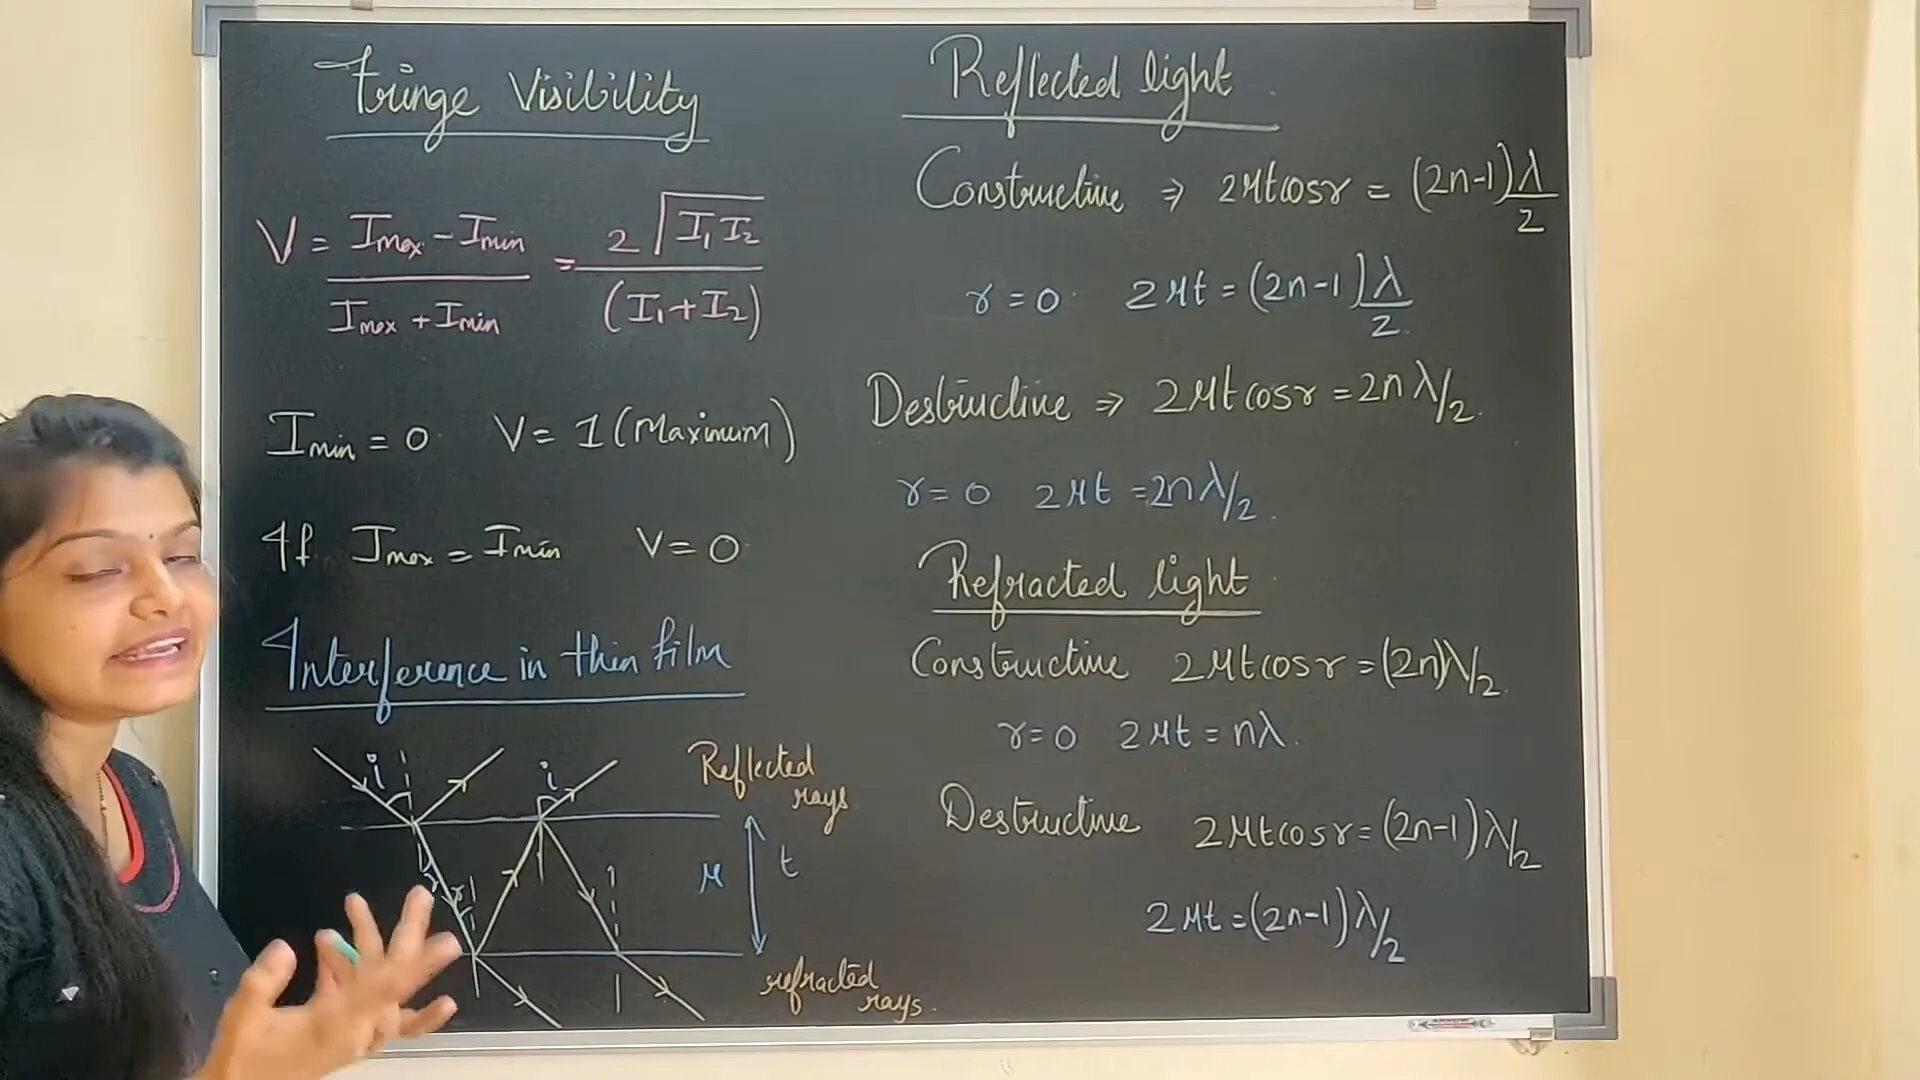 Fringe Visibility
V = Imax - Imin / Imax + Imin = 2√I₁I₂ / (I₁+I₂)
Imin = 0 V = 1 (Maximum)
If Imax = Imin V = 0
Interference in thin film
i i
Reflected
rays
r r
μ t
refracted
rays.
Reflected light
Constructive ⇒ 2μtcosr = (2n-1)λ/2
r = 0 2μt = (2n-1)λ/2
Destructive ⇒ 2μtcosr = 2nλ/2
r = 0 2μt = 2nλ/2
Refracted light
Constructive 2μtcosr = (2n)λ/2
r = 0 2μt = nλ.
Destructive 2μtcosr = (2n-1)λ/2
2μt = (2n-1)λ/2